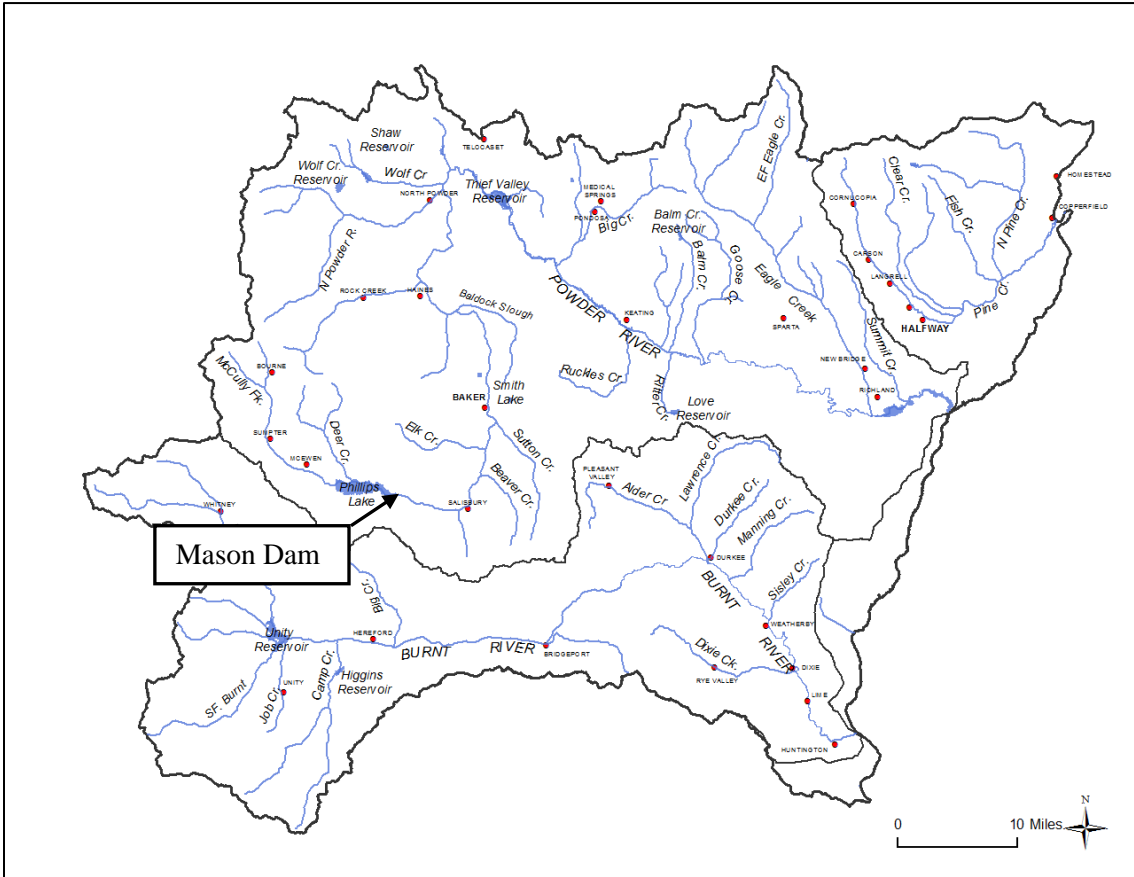 Shaw
Reservoir
TELOCASET
Wolf Cr.
Reservoir
Wolf Cr
NORTH POWDER
Thief Valley
Reservoir
MEDICAL
SPRINGS
PONDOSA
Big Cr.
Balm Cr.
Reservoir
EF Eagle Cr.
CORNUCOPIA
Clear Cr.
Fish Cr.
N Pine Cr.
HOMESTEAD
COPPERFIELD
N Powder R.
ROCK CREEK
HAINES
Baldock Slough
POWDER
RIVER
KEATING
Balm Cr.
Goose Cr.
Eagle Creek
SPARTA
CARSON
LANGRELL
HALFWAY
Pine Cr.
Summit Cr.
NEW BRIDGE
RICHLAND
BOURNE
McCully Fk.
SUMPTER
MCEWEN
Deer Cr.
Phillips
Lake
BAKER
Smith
Lake
Elk Cr.
Sutton Cr.
Beaver Cr.
SALISBURY
Ruckles Cr.
Ritter Cr.
Love
Reservoir
WHITNEY
Mason Dam
PLEASANT
VALLEY
Alder Cr
Lawrence Cr.
Durkee Cr.
Manning Cr.
DURKEE
BURNT
RIVER
Sisley Cr.
WEATHERBY
Big Cr.
Unity
Reservoir
HEREFORD
BURNT
RIVER
BRIDGEPORT
Dixie Ck.
RYE VALLEY
DIXIE
LIME
HUNTINGTON
SF. Burnt
Job Cr.
UNITY
Camp Cr.
Higgins
Reservoir
N
0 10 Miles